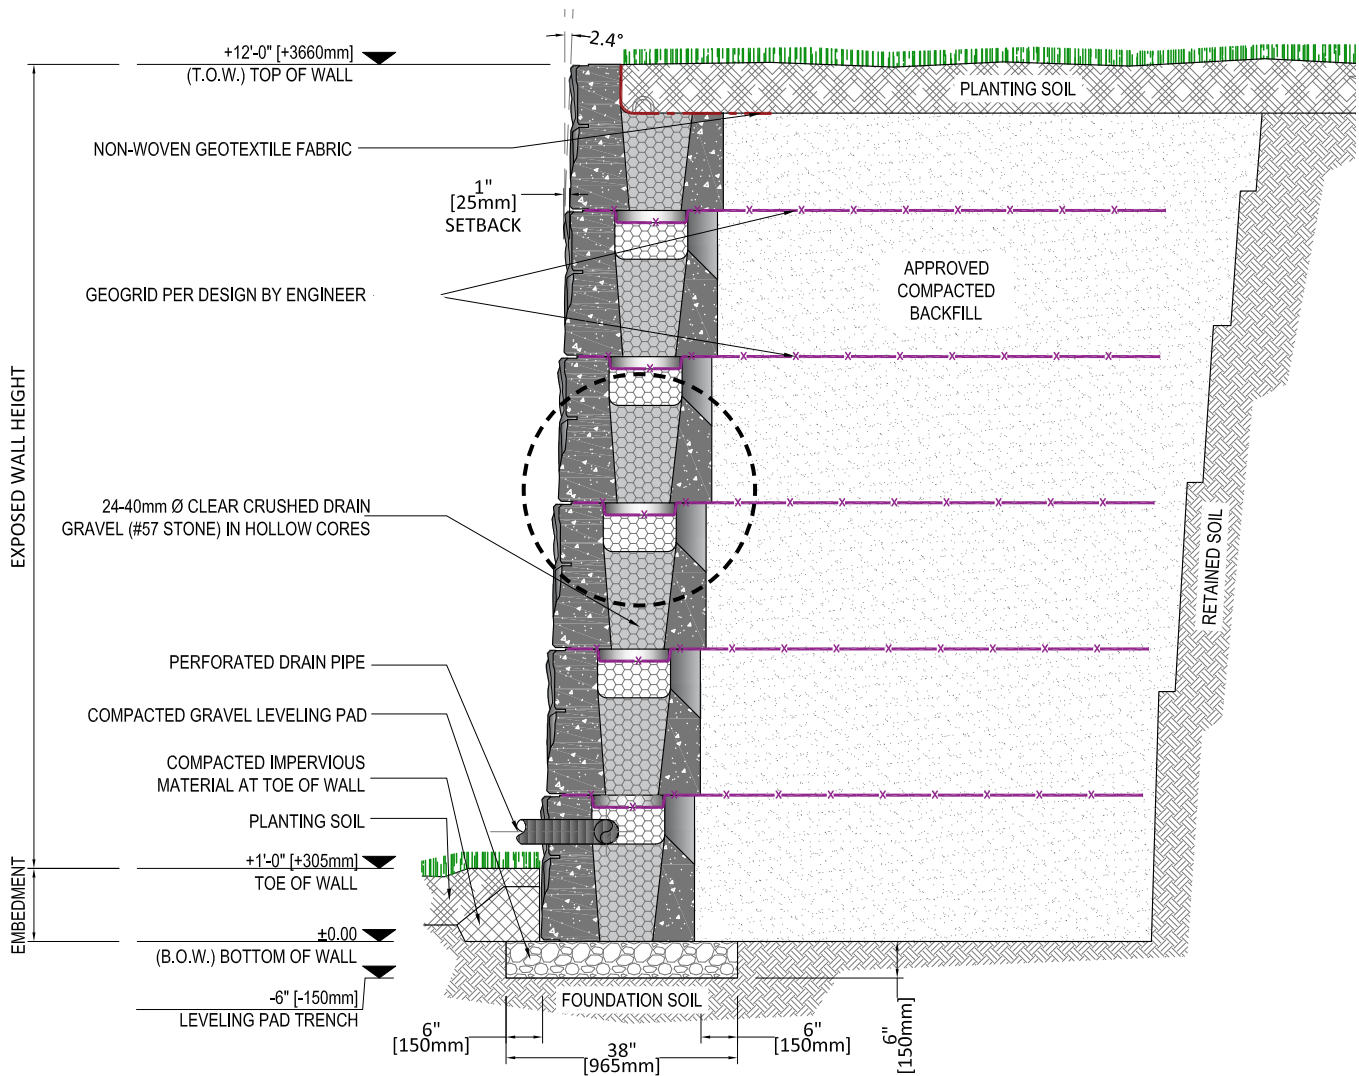 2.4°
+12'-0" [+3660mm]
(T.O.W.) TOP OF WALL
PLANTING SOIL
NON-WOVEN GEOTEXTILE FABRIC
1"
[25mm]
SETBACK
GEOGRID PER DESIGN BY ENGINEER
APPROVED
COMPACTED
BACKFILL
EXPOSED WALL HEIGHT
24-40mm Ø CLEAR CRUSHED DRAIN
GRAVEL (#57 STONE) IN HOLLOW CORES
RETAINED SOIL
PERFORATED DRAIN PIPE
COMPACTED GRAVEL LEVELING PAD
COMPACTED IMPERVIOUS
MATERIAL AT TOE OF WALL
PLANTING SOIL
+1'-0" [+305mm]
TOE OF WALL
EMBEDMENT
±0.00
(B.O.W.) BOTTOM OF WALL
-6" [-150mm]
LEVELING PAD TRENCH
FOUNDATION SOIL
6"
[150mm]
38"
[965mm]
6"
[150mm]
6"
[150mm]